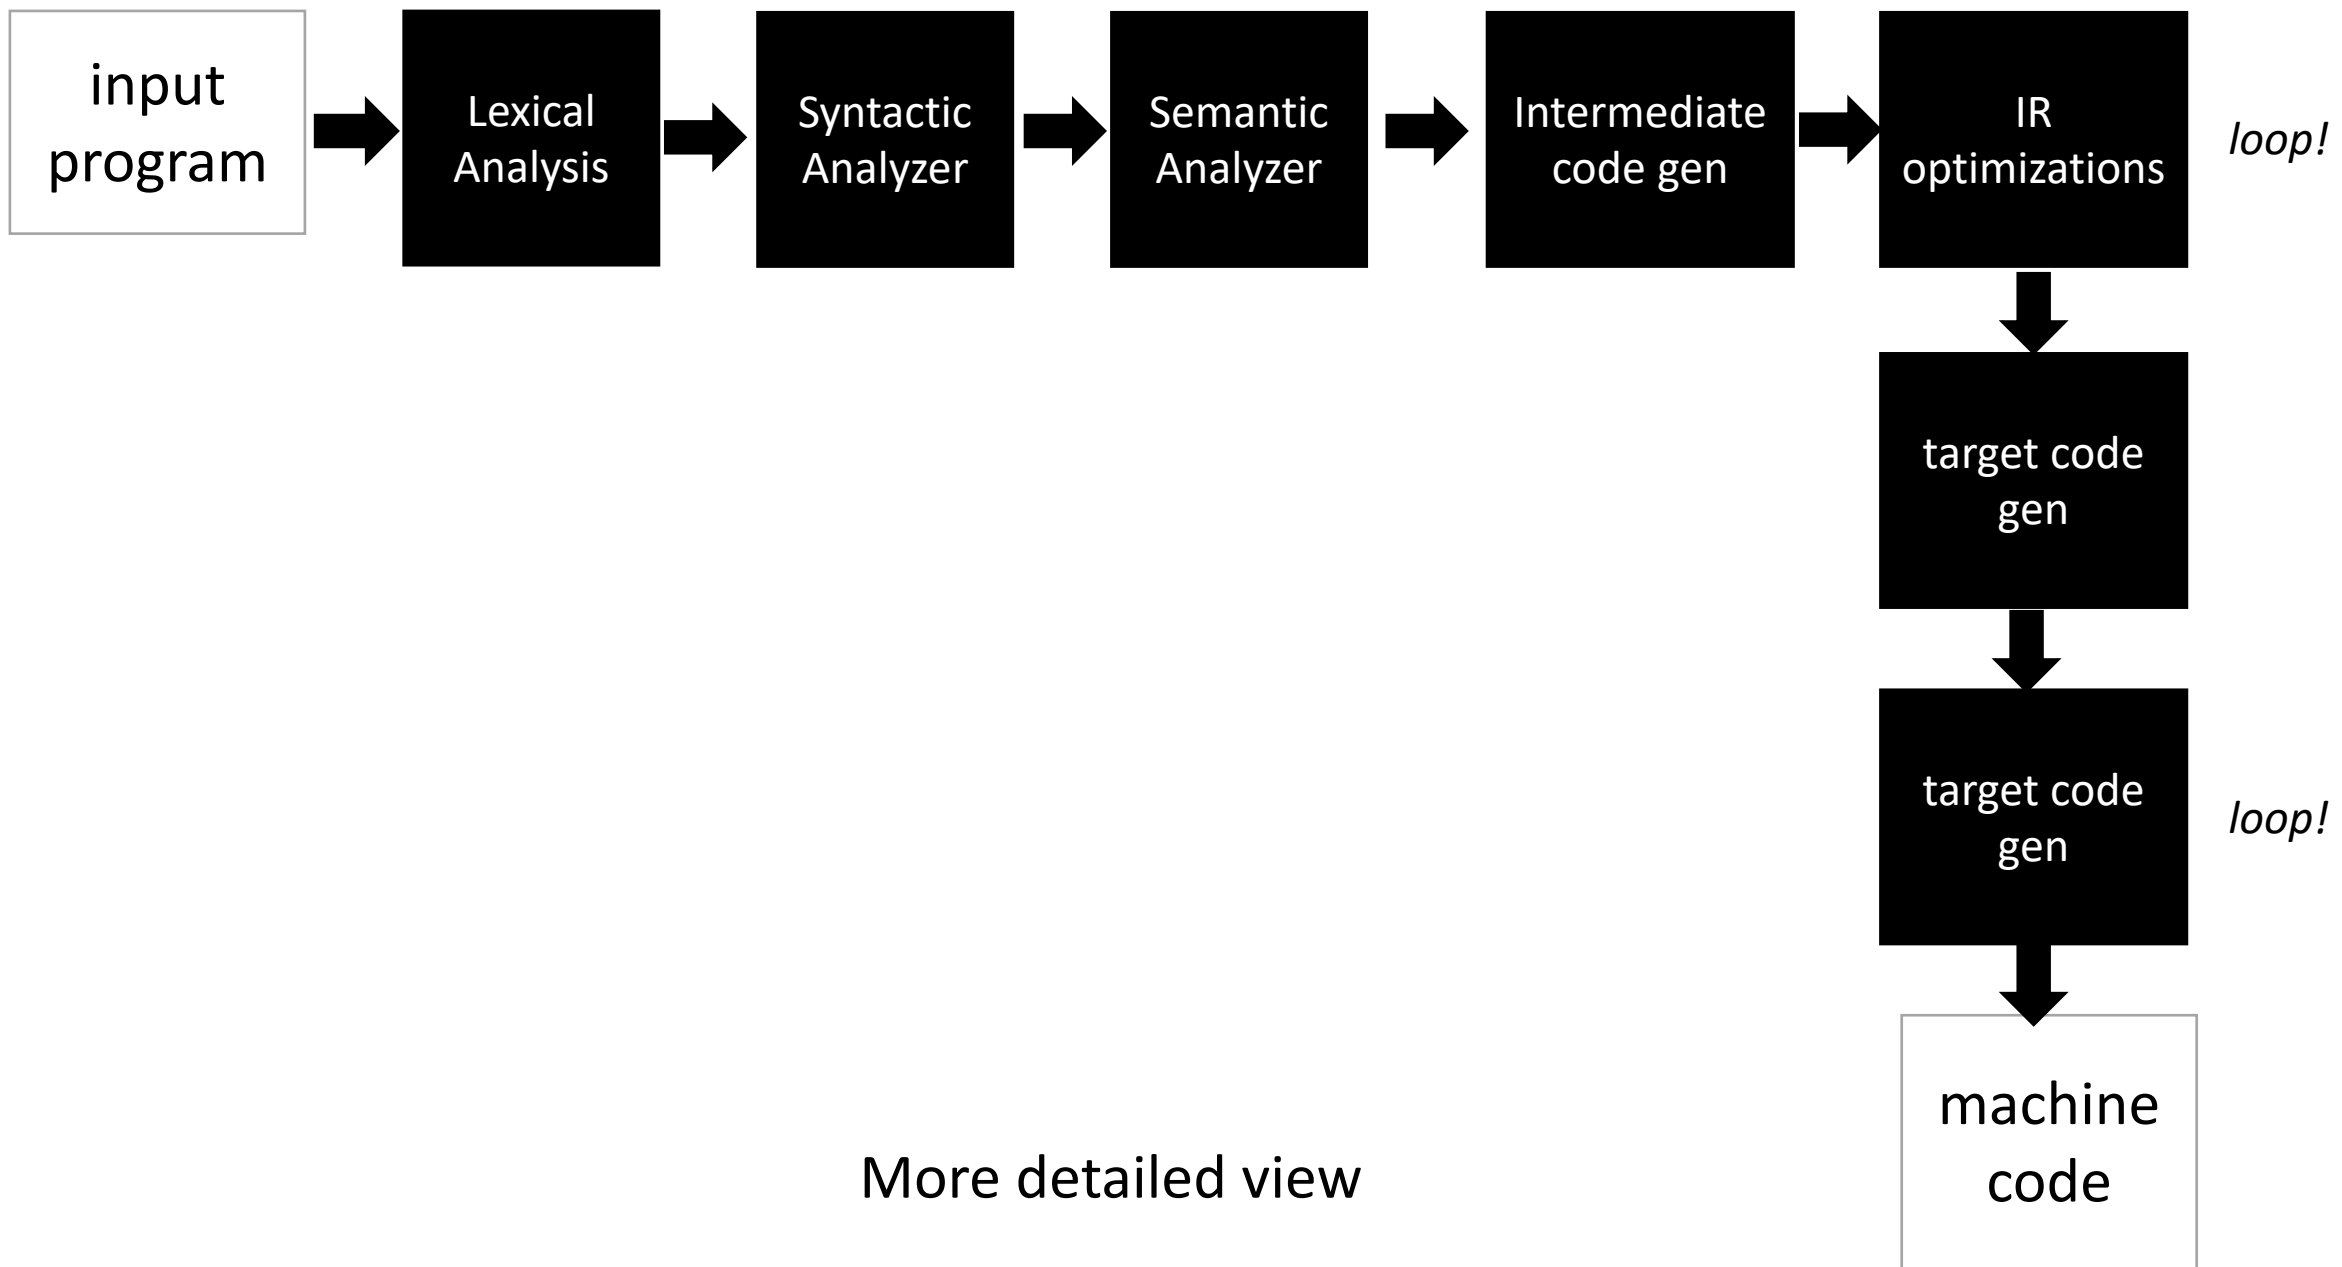 input
program
Lexical
Analysis
Syntactic
Analyzer
Semantic
Analyzer
Intermediate
code gen
IR
optimizations
loop!
target code
gen
target code
gen
loop!
machine
code
More detailed view